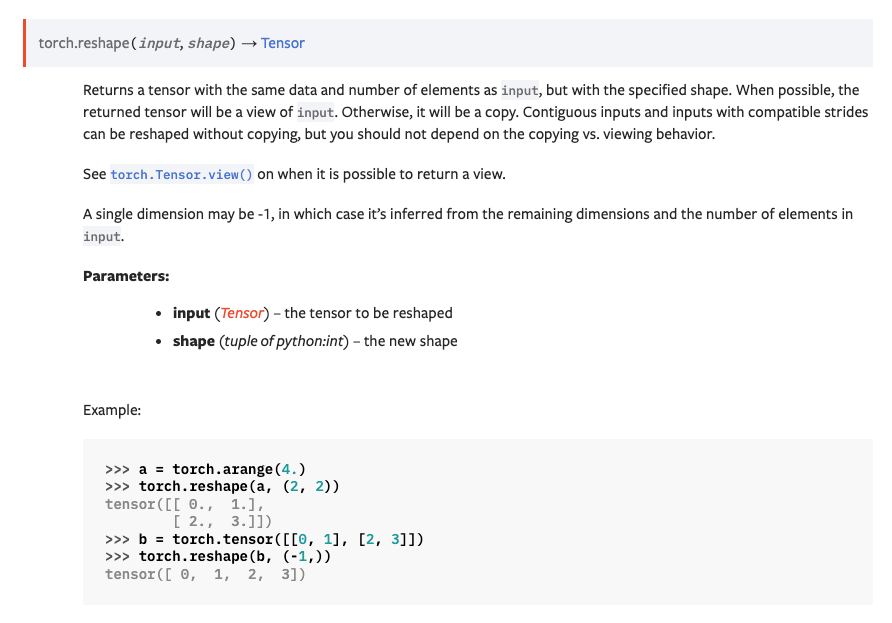 torch.reshape(input, shape) → Tensor
Returns a tensor with the same data and number of elements as input, but with the specified shape. When possible, the
returned tensor will be a view of input. Otherwise, it will be a copy. Contiguous inputs and inputs with compatible strides
can be reshaped without copying, but you should not depend on the copying vs. viewing behavior.
See torch.Tensor.view() on when it is possible to return a view.
A single dimension may be -1, in which case it’s inferred from the remaining dimensions and the number of elements in
input.
Parameters:
• input (Tensor) – the tensor to be reshaped
• shape (tuple of python:int) – the new shape
Example:
>>> a = torch.arange(4.)
>>> torch.reshape(a, (2, 2))
tensor([[ 0.,  1.],
        [ 2.,  3.]])
>>> b = torch.tensor([[0, 1], [2, 3]])
>>> torch.reshape(b, (-1,))
tensor([ 0,  1,  2,  3])